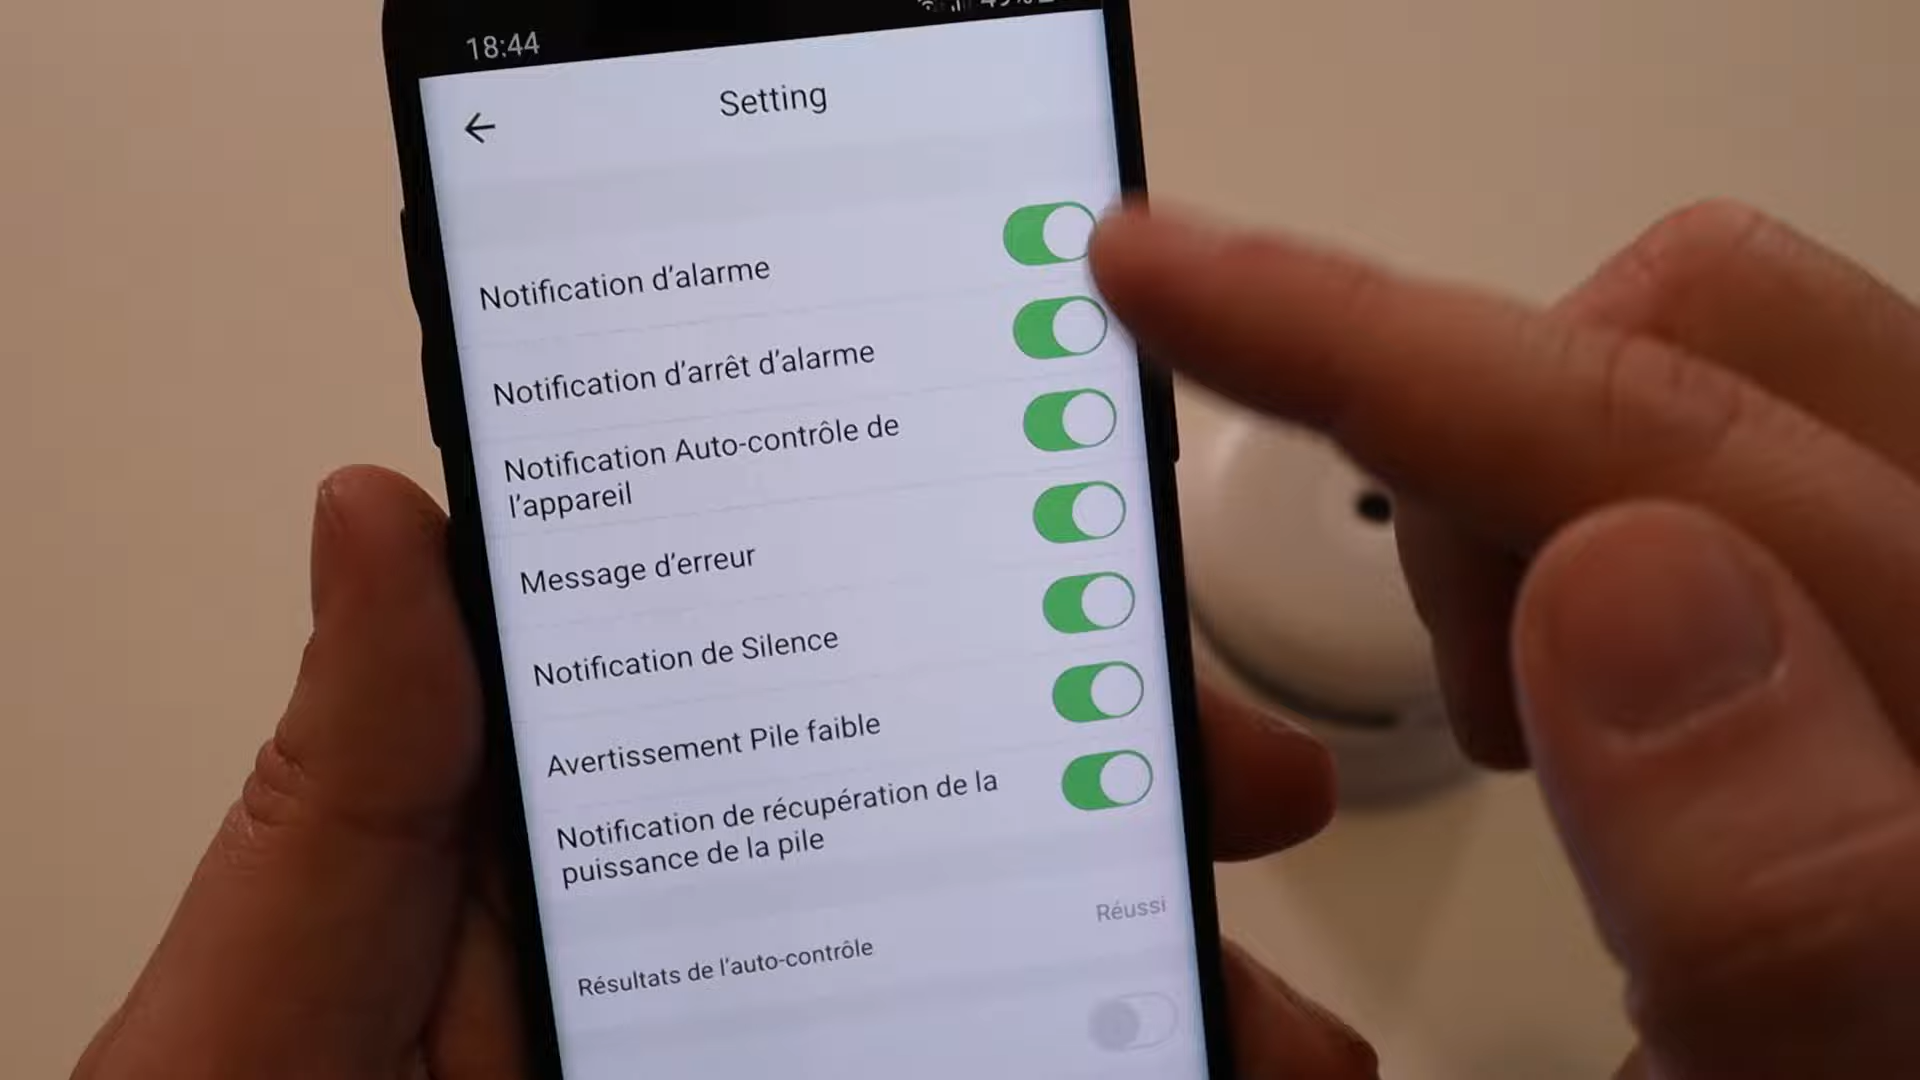 18:44
Setting
Notification d’alarme
Notification d’arrêt d’alarme
Notification Auto-contrôle de
l’appareil
Message d’erreur
Notification de Silence
Avertissement Pile faible
Notification de récupération de la
puissance de la pile
Réussi
Résultats de l’auto-contrôle